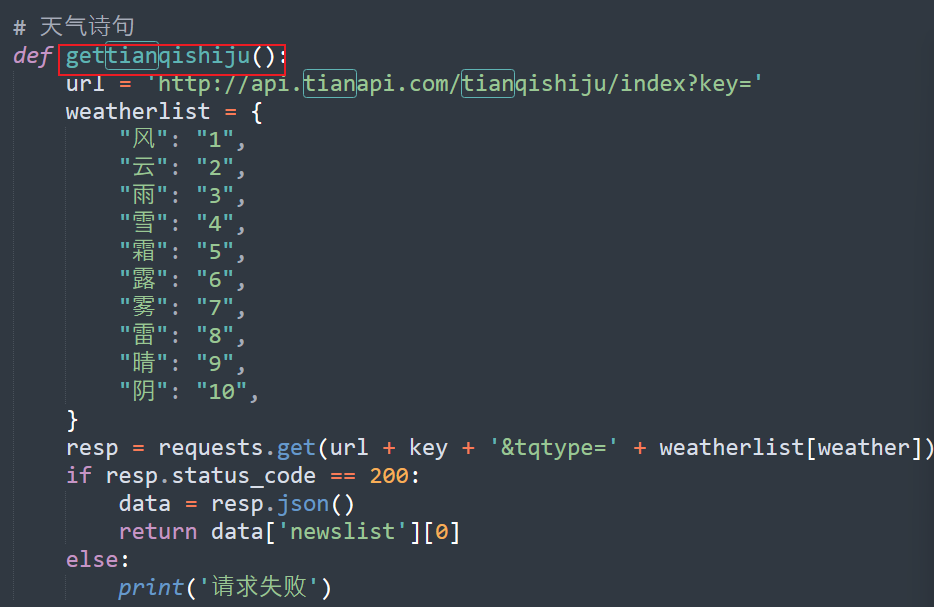 # 天气诗句
def gettianqishiju():
    url = 'http://api.tianapi.com/tianqishiju/index?key='
    weatherlist = {
        "风": "1",
        "云": "2",
        "雨": "3",
        "雪": "4",
        "霜": "5",
        "露": "6",
        "雾": "7",
        "雷": "8",
        "晴": "9",
        "阴": "10",
    }
    resp = requests.get(url + key + '&tqtype=' + weatherlist[weather])
    if resp.status_code == 200:
        data = resp.json()
        return data['newslist'][0]
    else:
        print('请求失败')